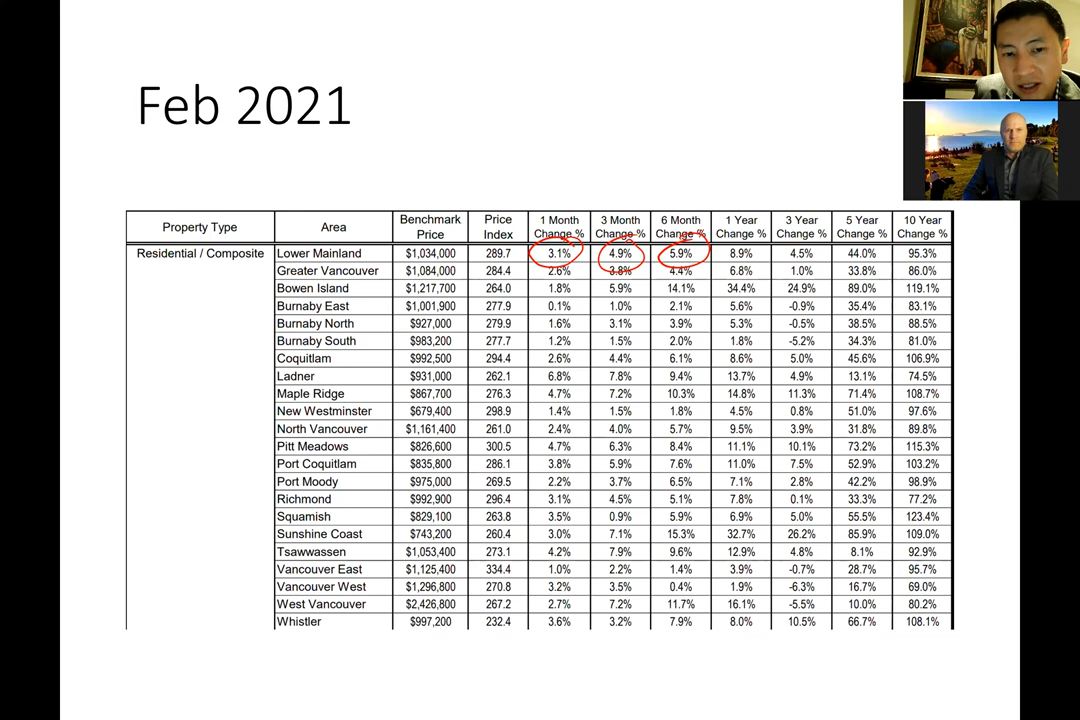 Feb 2021
Property Type Area Benchmark Price Price Index 1 Month Change % 3 Month Change % 6 Month Change % 1 Year Change % 3 Year Change % 5 Year Change % 10 Year Change %
Residential / Composite Lower Mainland $1,034,000 289.7 3.1% 4.9% 5.9% 8.9% 4.5% 44.0% 95.3%
Greater Vancouver $1,084,000 284.4 2.6% 3.8% 4.4% 6.8% 1.0% 33.8% 86.0%
Bowen Island $1,217,700 264.0 1.8% 5.9% 14.1% 34.4% 24.9% 89.0% 119.1%
Burnaby East $1,001,900 277.9 0.1% 1.0% 2.1% 5.6% -0.9% 35.4% 83.1%
Burnaby North $927,000 279.9 1.6% 3.1% 3.9% 5.3% -0.5% 38.5% 88.5%
Burnaby South $983,200 277.7 1.2% 1.5% 2.0% 1.8% -5.2% 34.3% 81.0%
Coquitlam $992,500 294.4 2.6% 4.4% 6.1% 8.6% 5.0% 45.6% 106.9%
Ladner $931,000 262.1 6.8% 7.8% 9.4% 13.7% 4.9% 13.1% 74.5%
Maple Ridge $867,700 276.3 4.7% 7.2% 10.3% 14.8% 11.3% 71.4% 108.7%
New Westminster $679,400 298.9 1.4% 1.5% 1.8% 4.5% 0.8% 51.0% 97.6%
North Vancouver $1,161,400 261.0 2.4% 4.0% 5.7% 9.5% 3.9% 31.8% 89.8%
Pitt Meadows $826,600 300.5 4.7% 6.3% 8.4% 11.1% 10.1% 73.2% 115.3%
Port Coquitlam $835,800 286.1 3.8% 5.9% 7.6% 11.0% 7.5% 52.9% 103.2%
Port Moody $975,000 269.5 2.2% 3.7% 6.5% 7.1% 2.8% 42.2% 98.9%
Richmond $992,900 296.4 3.1% 4.5% 5.1% 7.8% 0.1% 33.3% 77.2%
Squamish $829,100 263.8 3.5% 0.9% 5.9% 6.9% 5.0% 55.5% 123.4%
Sunshine Coast $743,200 260.4 3.0% 7.1% 15.3% 32.7% 26.2% 85.9% 109.0%
Tsawwassen $1,053,400 273.1 4.2% 7.9% 9.6% 12.9% 4.8% 8.1% 92.9%
Vancouver East $1,125,400 334.4 1.0% 2.2% 1.4% 3.9% -0.7% 28.7% 95.7%
Vancouver West $1,296,800 270.8 3.2% 3.5% 0.4% 1.9% -6.3% 16.7% 69.0%
West Vancouver $2,426,800 267.2 2.7% 7.2% 11.7% 16.1% -5.5% 10.0% 80.2%
Whistler $997,200 232.4 3.6% 3.2% 7.9% 8.0% 10.5% 66.7% 108.1%